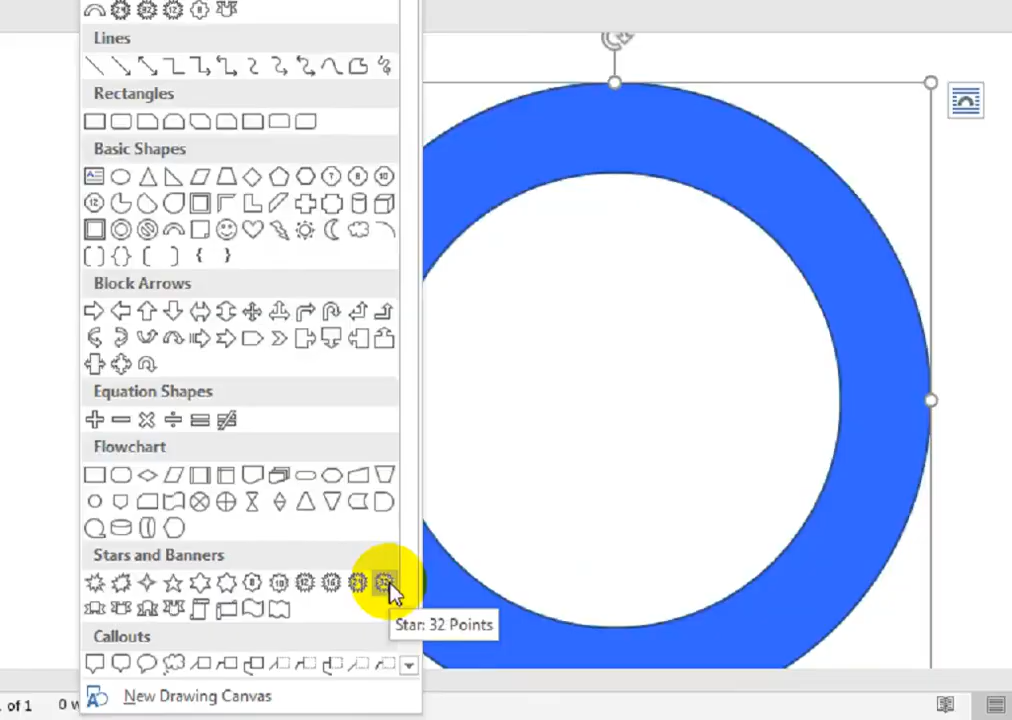 Lines
Rectangles
Basic Shapes
Block Arrows
Equation Shapes
Flowchart
Stars and Banners
Star: 32 Points
Callouts
New Drawing Canvas
of 1 0